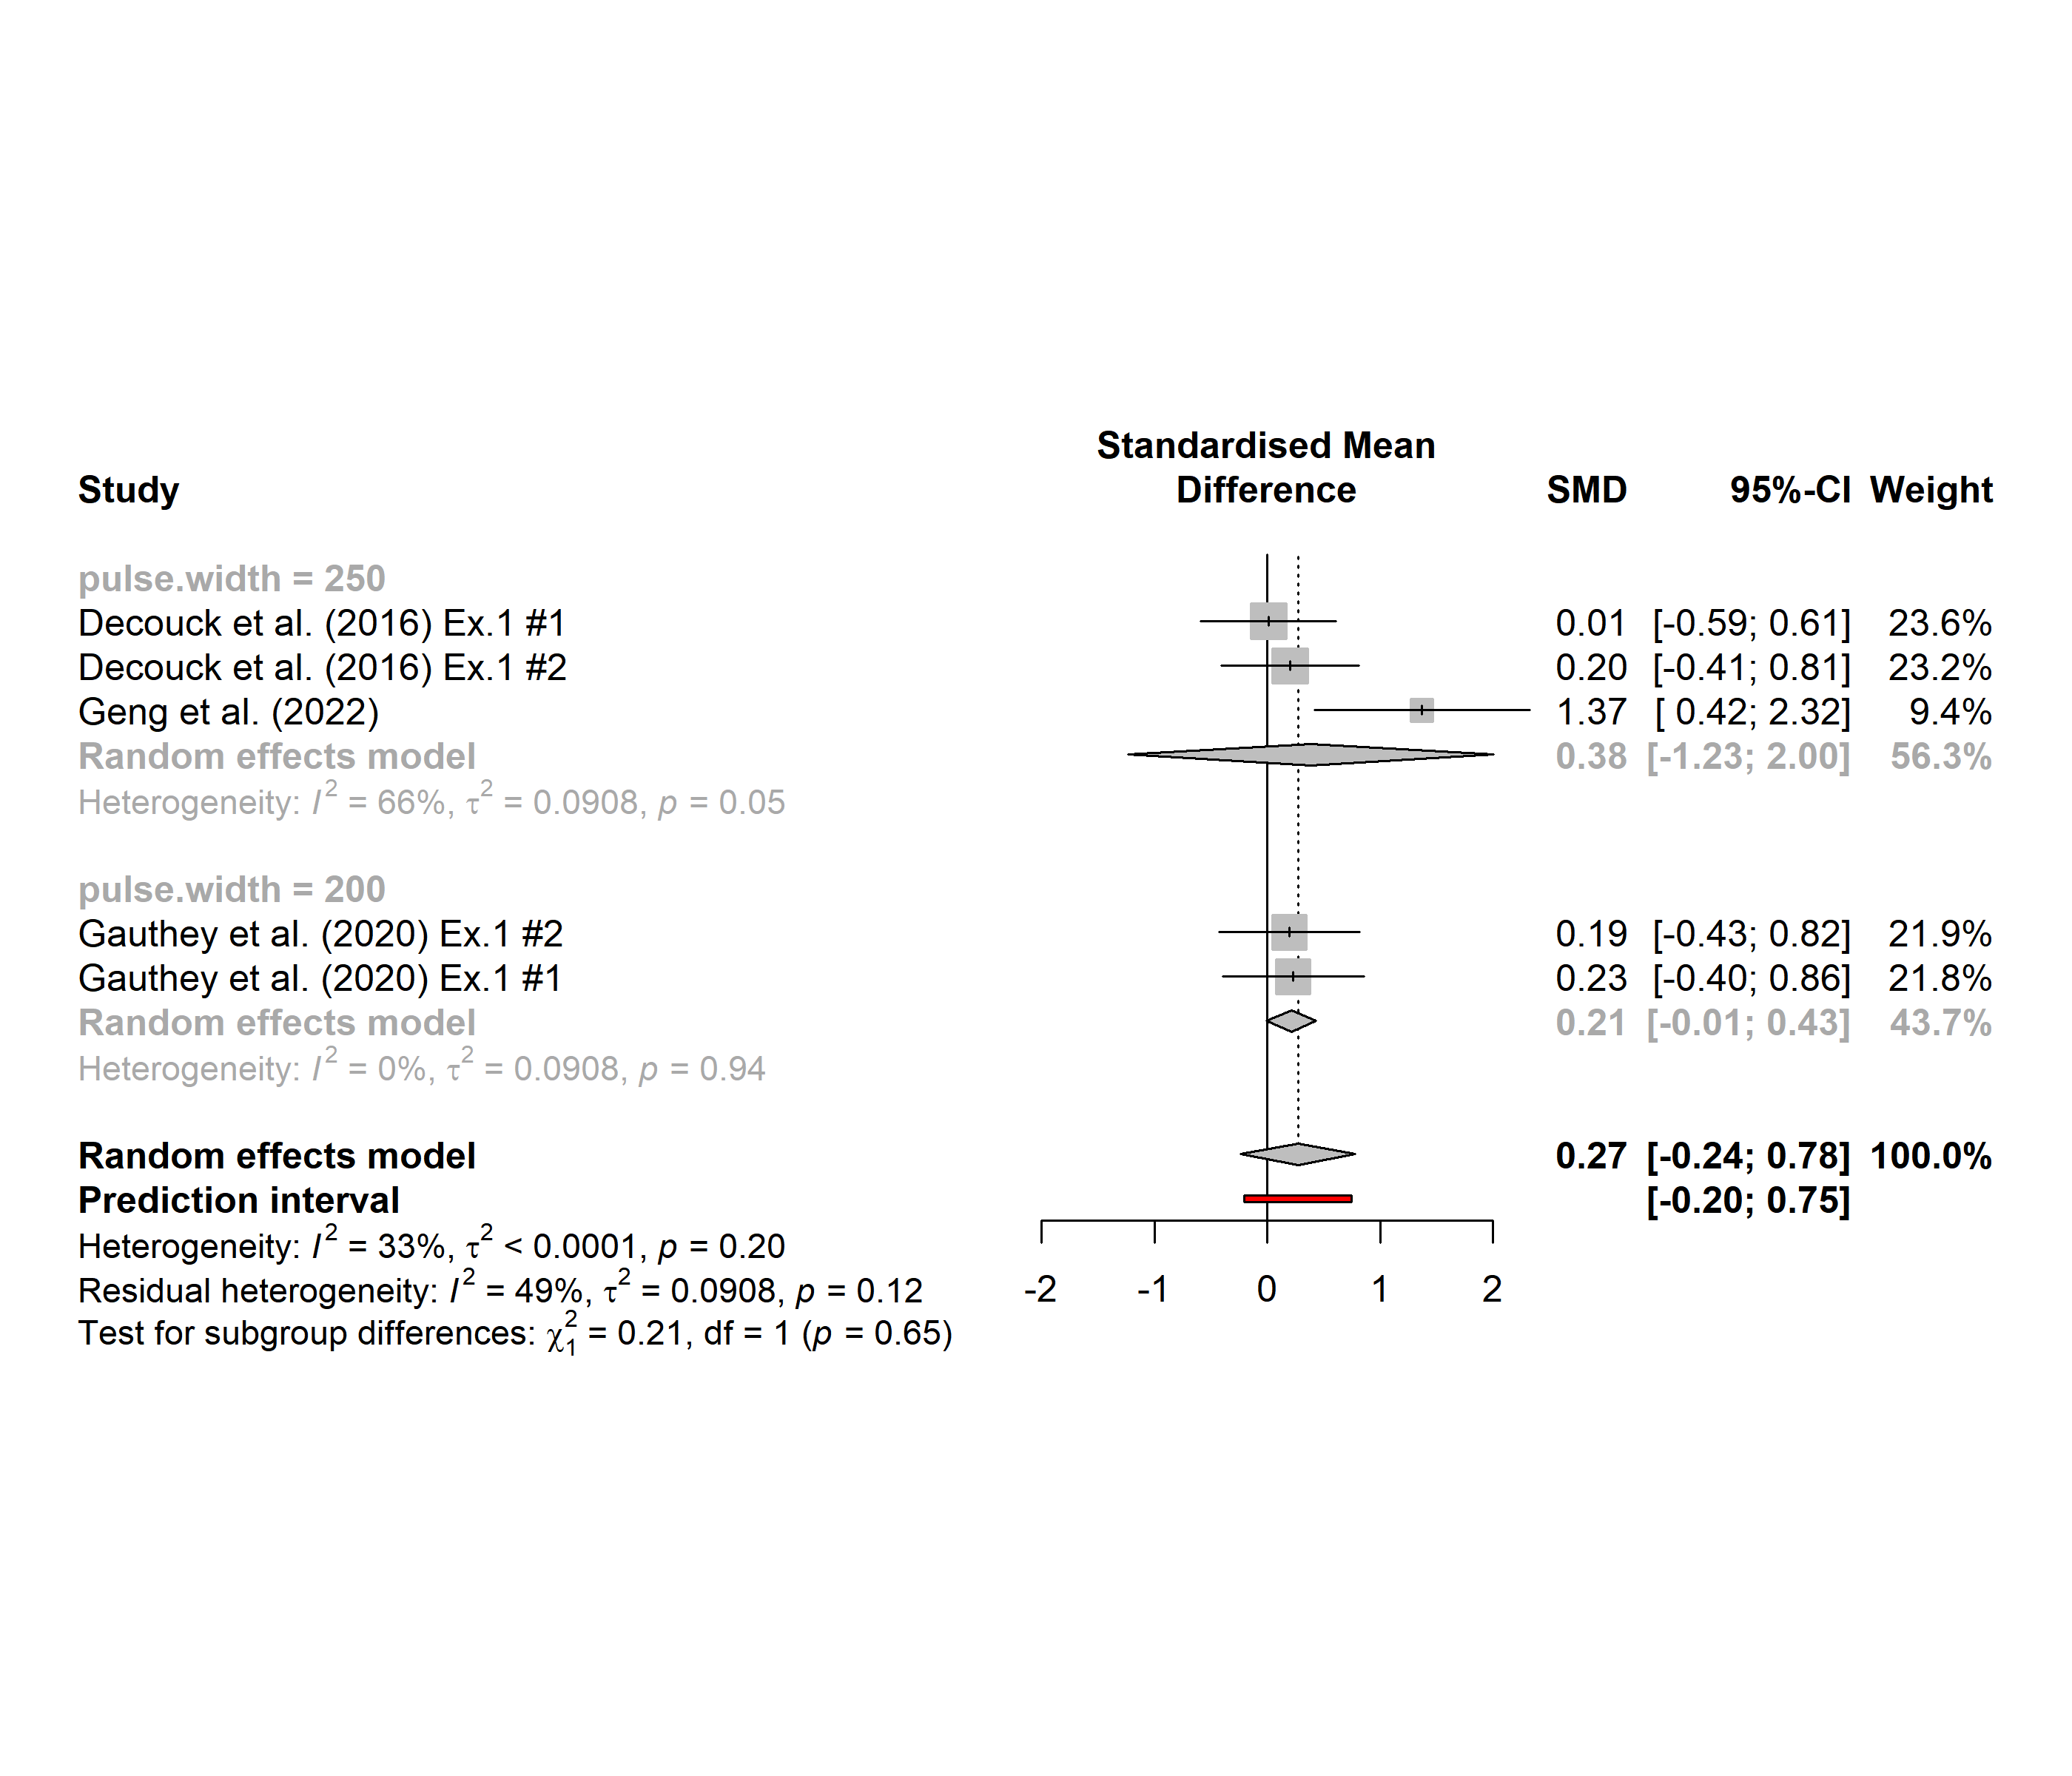 Standardised Mean
Study Difference SMD 95%-CI Weight
pulse.width = 250
Decouck et al. (2016) Ex.1 #1 0.01 [-0.59; 0.61] 23.6%
Decouck et al. (2016) Ex.1 #2 0.20 [-0.41; 0.81] 23.2%
Geng et al. (2022) 1.37 [ 0.42; 2.32] 9.4%
Random effects model 0.38 [-1.23; 2.00] 56.3%
Heterogeneity: I² = 66%, τ² = 0.0908, p = 0.05
pulse.width = 200
Gauthey et al. (2020) Ex.1 #2 0.19 [-0.43; 0.82] 21.9%
Gauthey et al. (2020) Ex.1 #1 0.23 [-0.40; 0.86] 21.8%
Random effects model 0.21 [-0.01; 0.43] 43.7%
Heterogeneity: I² = 0%, τ² = 0.0908, p = 0.94
Random effects model 0.27 [-0.24; 0.78] 100.0%
Prediction interval [-0.20; 0.75]
Heterogeneity: I² = 33%, τ² < 0.0001, p = 0.20
Residual heterogeneity: I² = 49%, τ² = 0.0908, p = 0.12
-2 -1 0 1 2
Test for subgroup differences: χ²₁ = 0.21, df = 1 (p = 0.65)